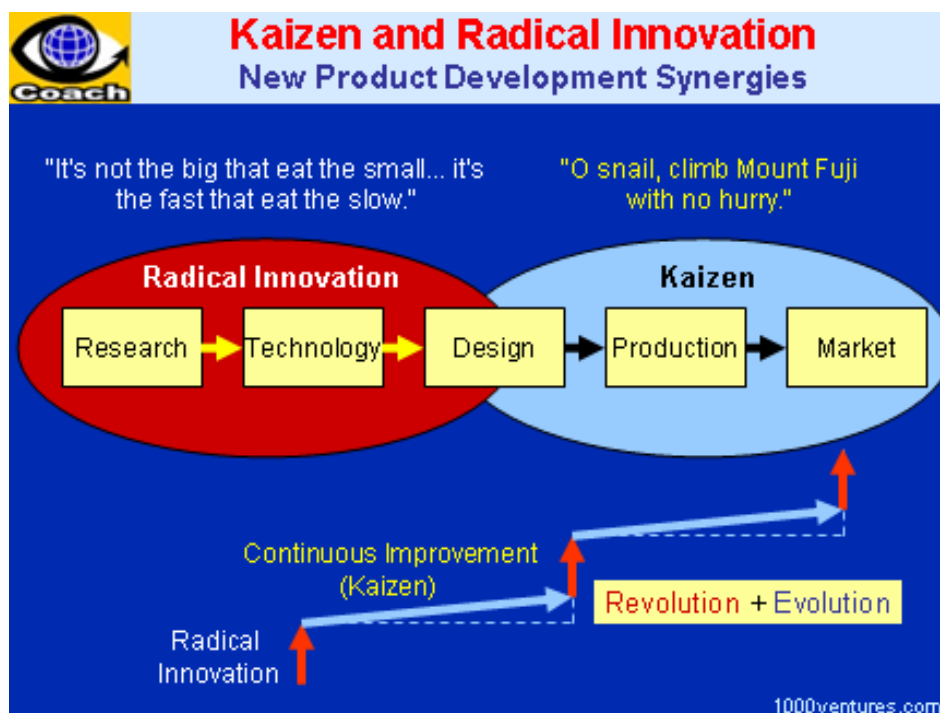 Coach
Kaizen and Radical Innovation
New Product Development Synergies
"It's not the big that eat the small... it's
the fast that eat the slow."
"O snail, climb Mount Fuji
with no hurry."
Radical Innovation
Kaizen
Research
Technology
Design
Production
Market
Continuous Improvement
(Kaizen)
Revolution + Evolution
Radical
Innovation
1000ventures.com